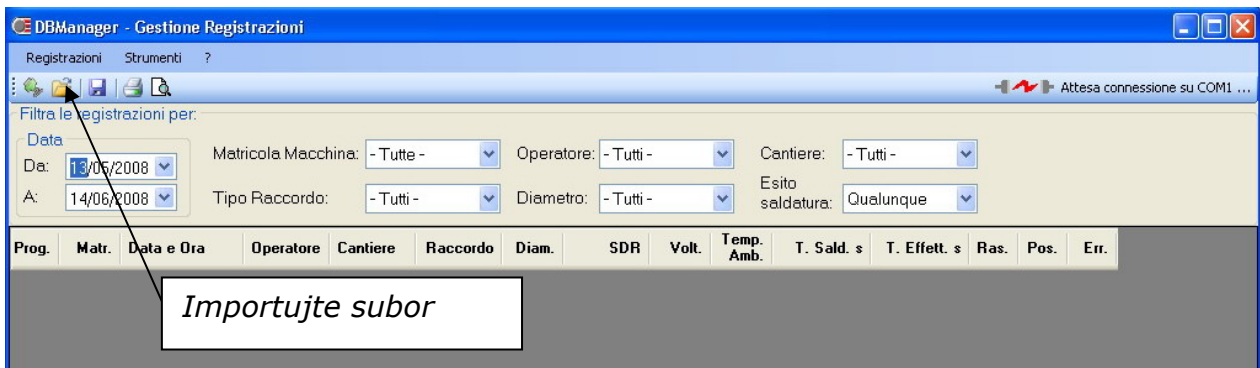 DBManager - Gestione Registrazioni
Registrazioni Strumenti ?
Attesa connessione su COM1 ...
Filtra le registrazioni per:
Data
Da: 13/05/2008
A: 14/06/2008
Matricola Macchina: - Tutte -
Operatore: - Tutti -
Cantiere: - Tutti -
Tipo Raccordo: - Tutti -
Diametro: - Tutti -
Esito
saldatura: Qualunque
Prog. Matr. Data e Ora Operatore Cantiere Raccordo Diam. SDR Volt. Temp. Amb. T. Sald. s T. Effett. s Ras. Pos. Err.
Importujte subor